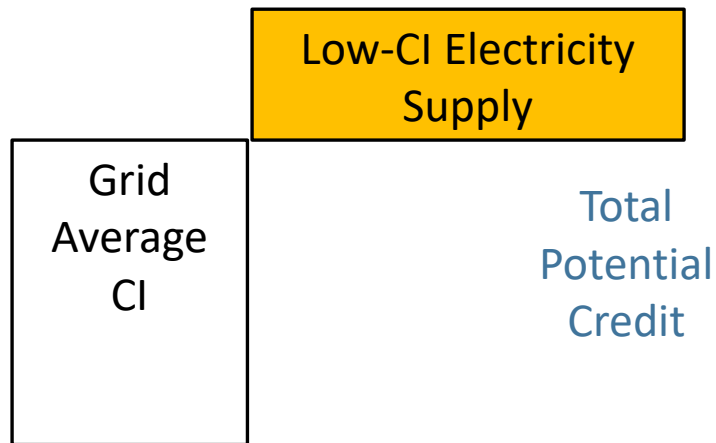 Low-CI Electricity
Supply
Grid
Average
CI
Total
Potential
Credit